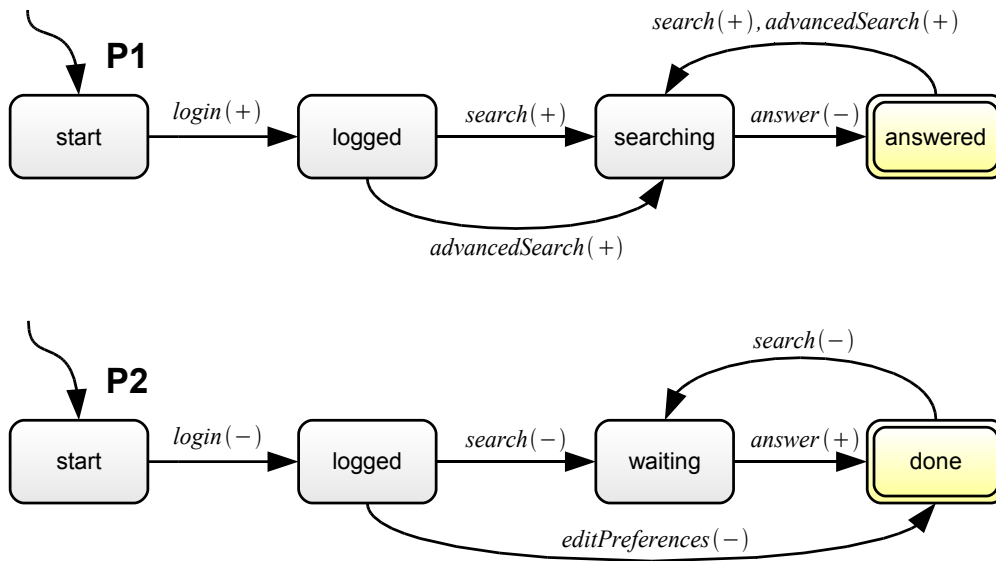 search(+),advancedSearch(+)
P1
login(+)
search(+)
answer(−)
start
logged
searching
answered
advancedSearch(+)
search(−)
P2
login(−)
search(−)
answer(+)
start
logged
waiting
done
editPreferences(−)